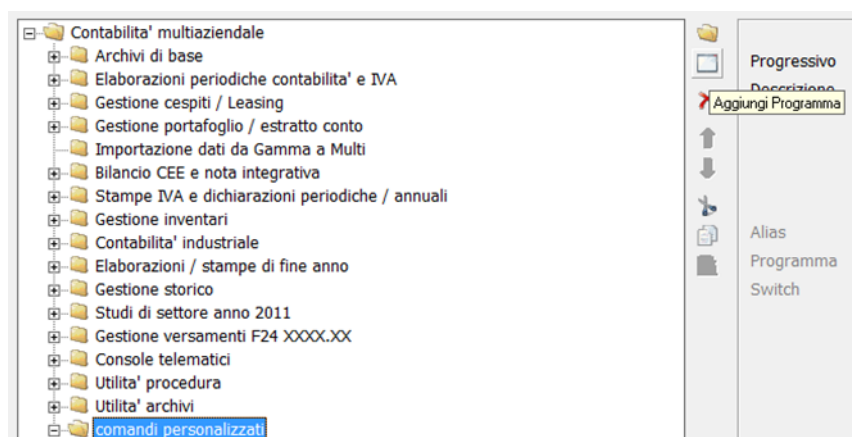 Contabilita' multiaziendale
Archivi di base
Elaborazioni periodiche contabilita' e IVA
Gestione cespiti / Leasing
Gestione portafoglio / estratto conto
Importazione dati da Gamma a Multi
Bilancio CEE e nota integrativa
Stampe IVA e dichiarazioni periodiche / annuali
Gestione inventari
Contabilita' industriale
Elaborazioni / stampe di fine anno
Gestione storico
Studi di settore anno 2011
Gestione versamenti F24 XXXX.XX
Console telematici
Utilita' procedura
Utilita' archivi
comandi personalizzati
Progressivo
Descrizione
Aggiungi Programma
Alias
Programma
Switch